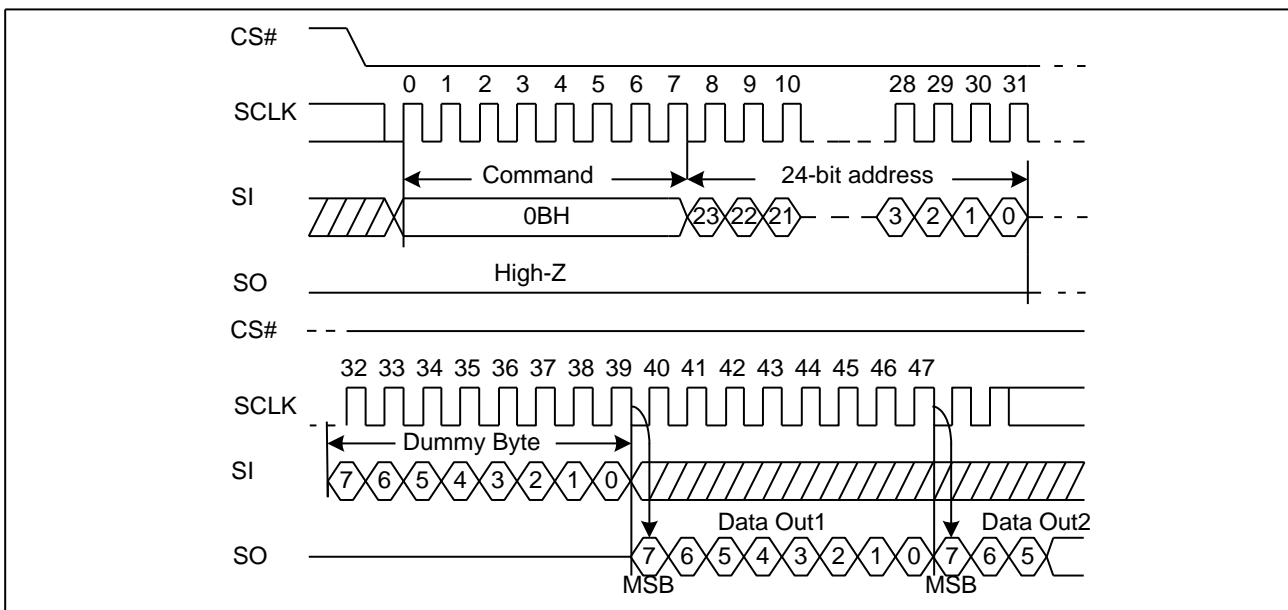 CS#
0 1 2 3 4 5 6 7 8 9 10 28 29 30 31
SCLK
Command 24-bit address
SI
0BH 23 22 21 3 2 1 0
High-Z
SO
CS#
32 33 34 35 36 37 38 39 40 41 42 43 44 45 46 47
SCLK
Dummy Byte
SI
7 6 5 4 3 2 1 0
Data Out1 Data Out2
SO
7 6 5 4 3 2 1 0 7 6 5
MSB MSB